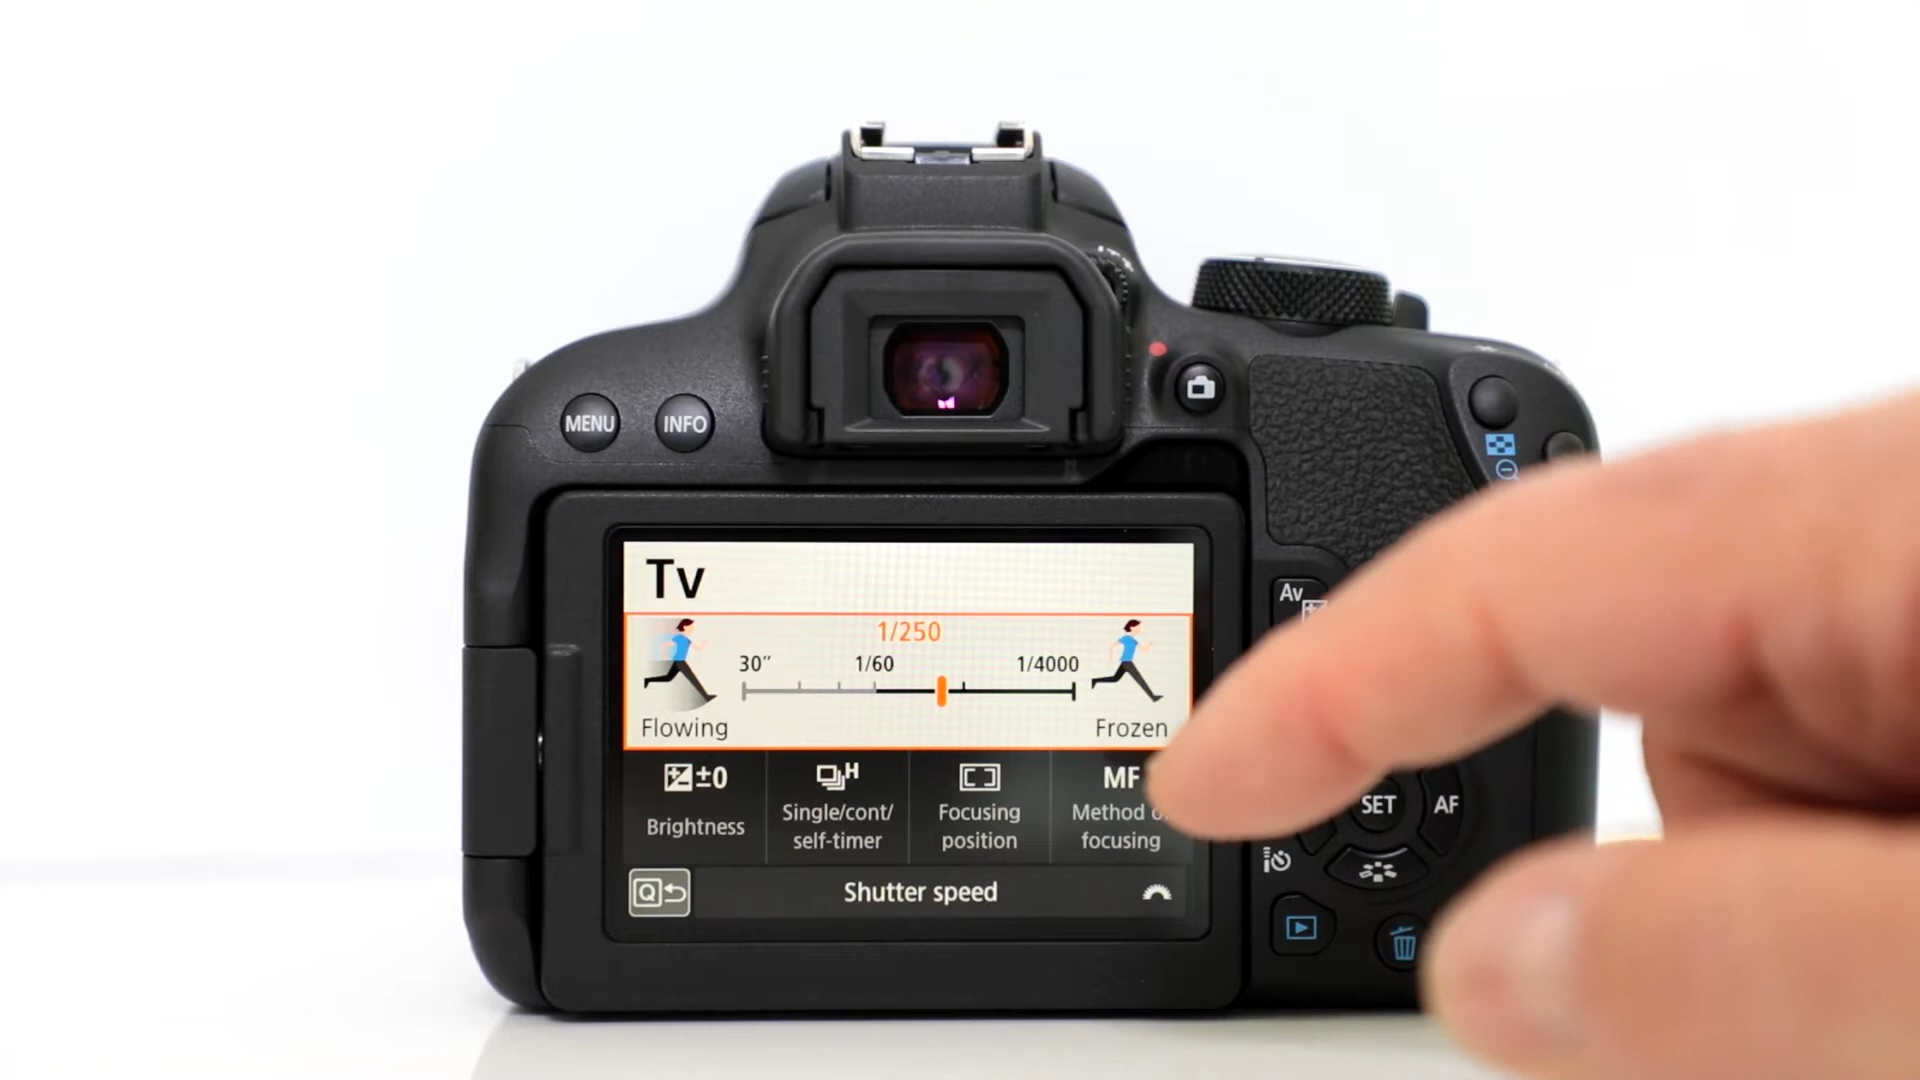 MENU INFO
Tv
1/250
30" 1/60 1/4000
Flowing Frozen
±0 H MF
Brightness
Single/cont/
self-timer
Focusing
position
Method
focusing
Q Shutter speed
Av
SET AF